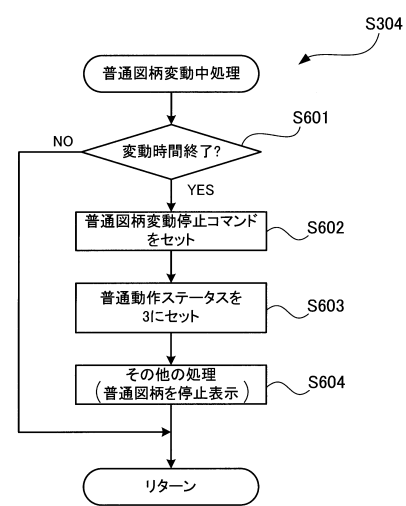 S304
普通図柄変動中処理
S601
NO
変動時間終了?
YES
普通図柄変動停止コマンド
をセット
S602
普通動作ステータスを
3にセット
S603
その他の処理
(普通図柄を停止表示)
S604
リターン